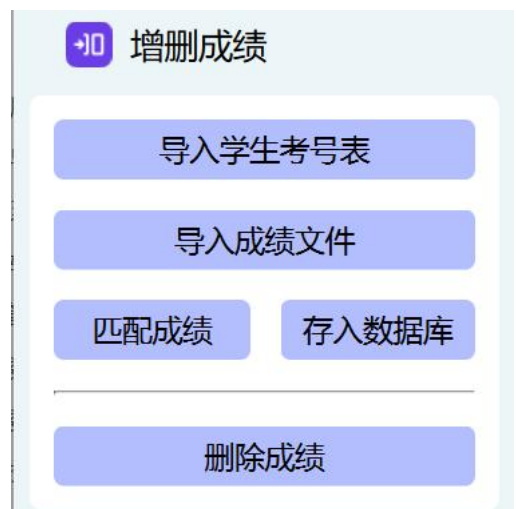 增删成绩
导入学生考号表
导入成绩文件
匹配成绩 存入数据库
删除成绩